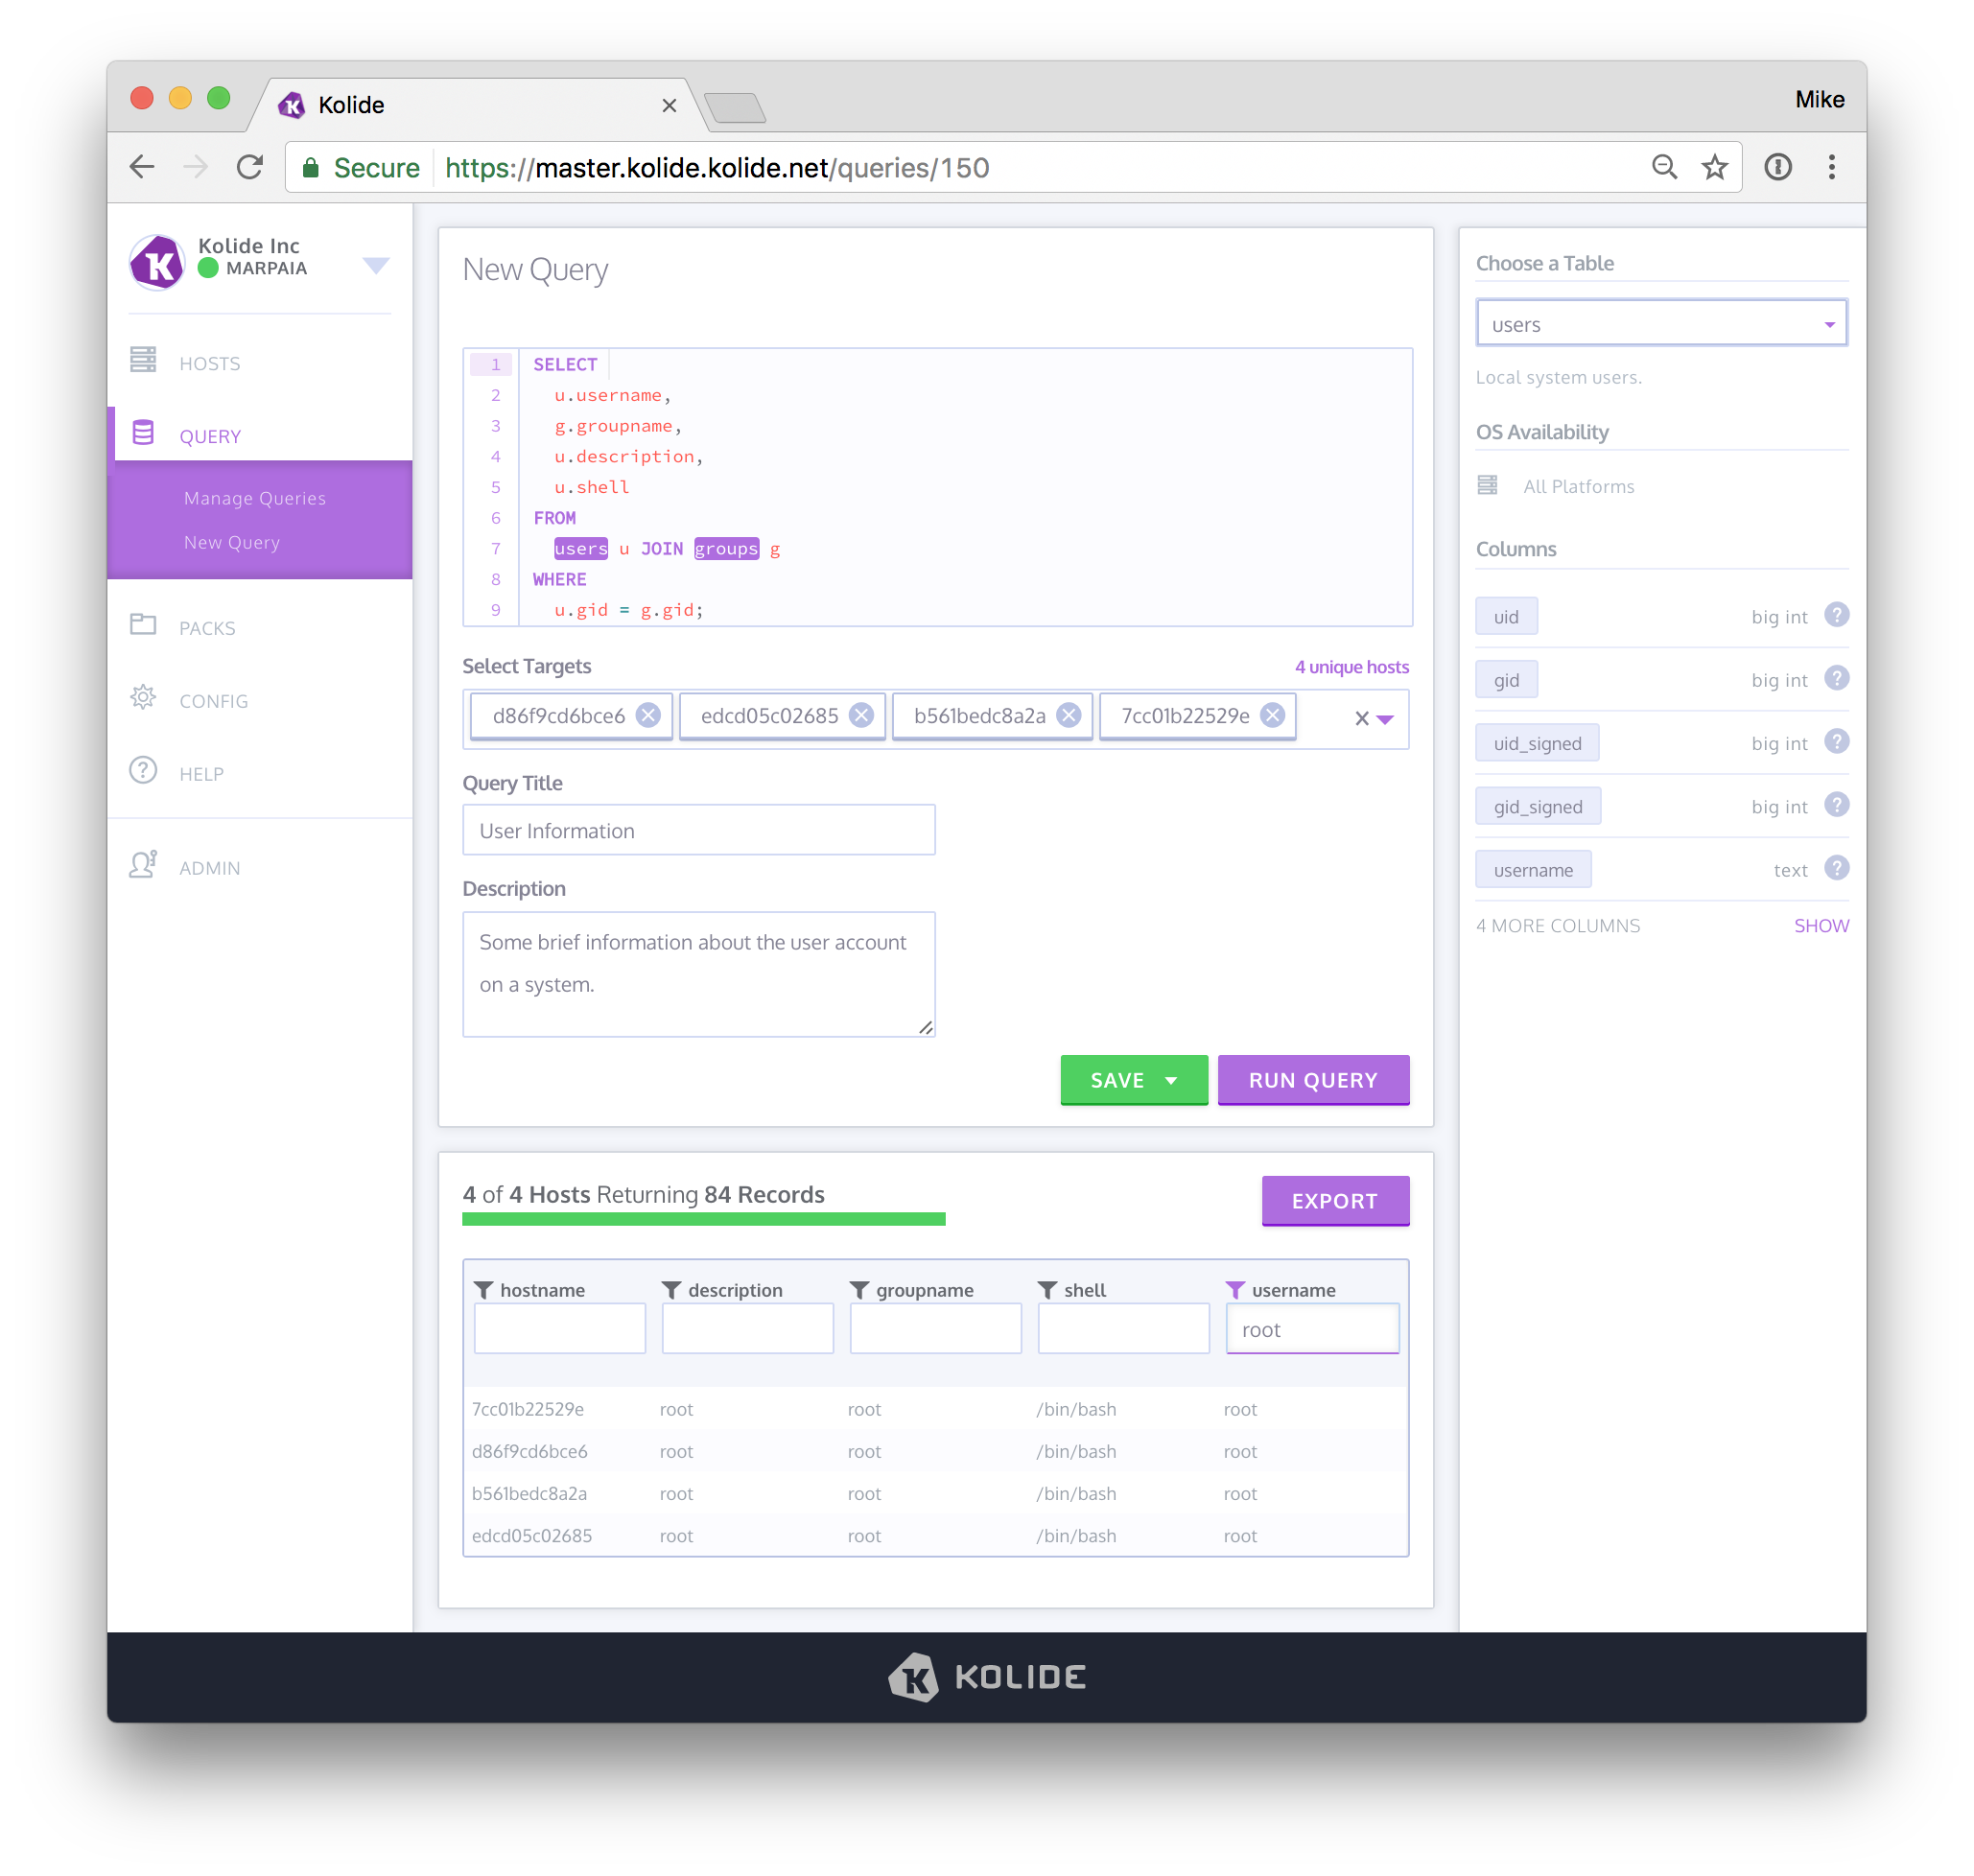 Kolide
Mike
Secure https://master.kolide.kolide.net/queries/150
Kolide Inc
MARPAIA
HOSTS
QUERY
Manage Queries
New Query
PACKS
CONFIG
HELP
ADMIN
New Query
1 SELECT
2 u.username,
3 g.groupname,
4 u.description,
5 u.shell
6 FROM
7 users u JOIN groups g
8 WHERE
9 u.gid = g.gid;
Select Targets 4 unique hosts
d86f9cd6bce6 edcd05c02685 b561bedc8a2a 7cc01b22529e
Query Title
User Information
Description
Some brief information about the user account
on a system.
SAVE RUN QUERY
4 of 4 Hosts Returning 84 Records
EXPORT
hostname description groupname shell username
root
7cc01b22529e root root /bin/bash root
d86f9cd6bce6 root root /bin/bash root
b561bedc8a2a root root /bin/bash root
edcd05c02685 root root /bin/bash root
Choose a Table
users
Local system users.
OS Availability
All Platforms
Columns
uid big int ?
gid big int ?
uid_signed big int ?
gid_signed big int ?
username text ?
4 MORE COLUMNS SHOW
KOLIDE